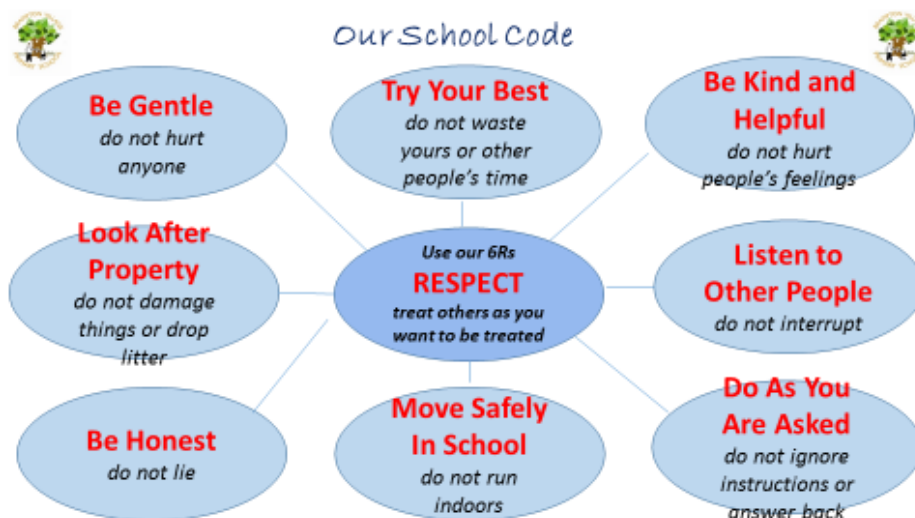 Our School Code
Be Gentle
do not hurt
anyone
Try Your Best
do not waste
yours or other
people's time
Be Kind and
Helpful
do not hurt
people's feelings
Look After
Property
do not damage
things or drop
litter
Use our 6Rs
RESPECT
treat others as you
want to be treated
Listen to
Other People
do not interrupt
Be Honest
do not lie
Move Safely
In School
do not run
indoors
Do As You
Are Asked
do not ignore
instructions or
answer back